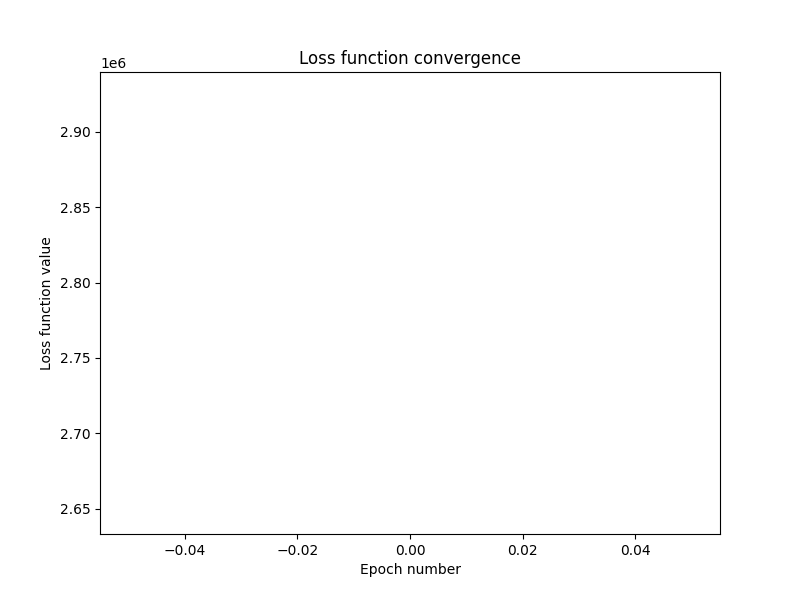 Loss function convergence
1e6
2.90
2.85
2.80
2.75
2.70
2.65
Loss function value
−0.04
−0.02
0.00
0.02
0.04
Epoch number